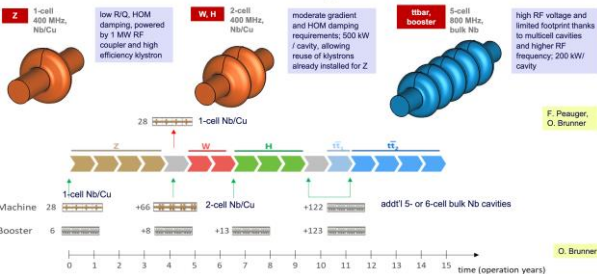 Z
1-cell
400 MHz,
Nb/Cu
low R/Q, HOM
damping, powered
by 1 MW RF
coupler and high
efficiency klystron
W, H
2-cell
400 MHz,
Nb/Cu
moderate gradient
and HOM damping
requirements; 500 kW
/ cavity, allowing
reuse of klystrons
already installed for Z
ttbar,
booster
5-cell
800 MHz,
bulk Nb
high RF voltage and
limited footprint thanks
to multicell cavities
and higher RF
frequency; 200 kW/
cavity
F. Peauger,
O. Brunner
28 1-cell Nb/Cu
Z W H tt̄₁ tt̄₂
1-cell Nb/Cu 2-cell Nb/Cu addt'l 5- or 6-cell bulk Nb cavities
Machine 28 +66 +122
Booster 6 +8 +13 +123
O. Brunner
0 1 2 3 4 5 6 7 8 9 10 11 12 13 14 15
time (operation years)